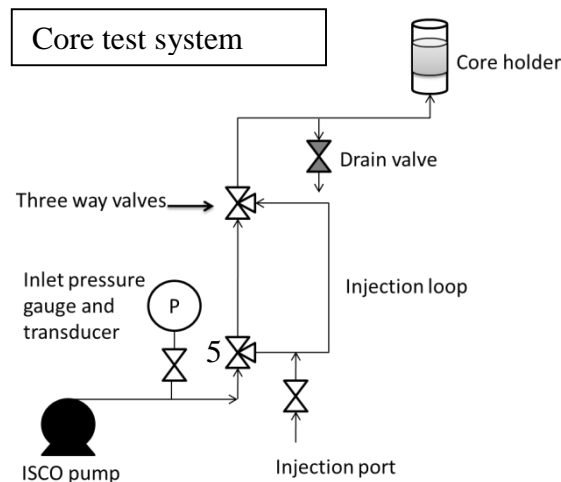 Core test system
Core holder
Drain valve
Three way valves
Inlet pressure
gauge and
transducer
P
Injection loop
5
ISCO pump
Injection port